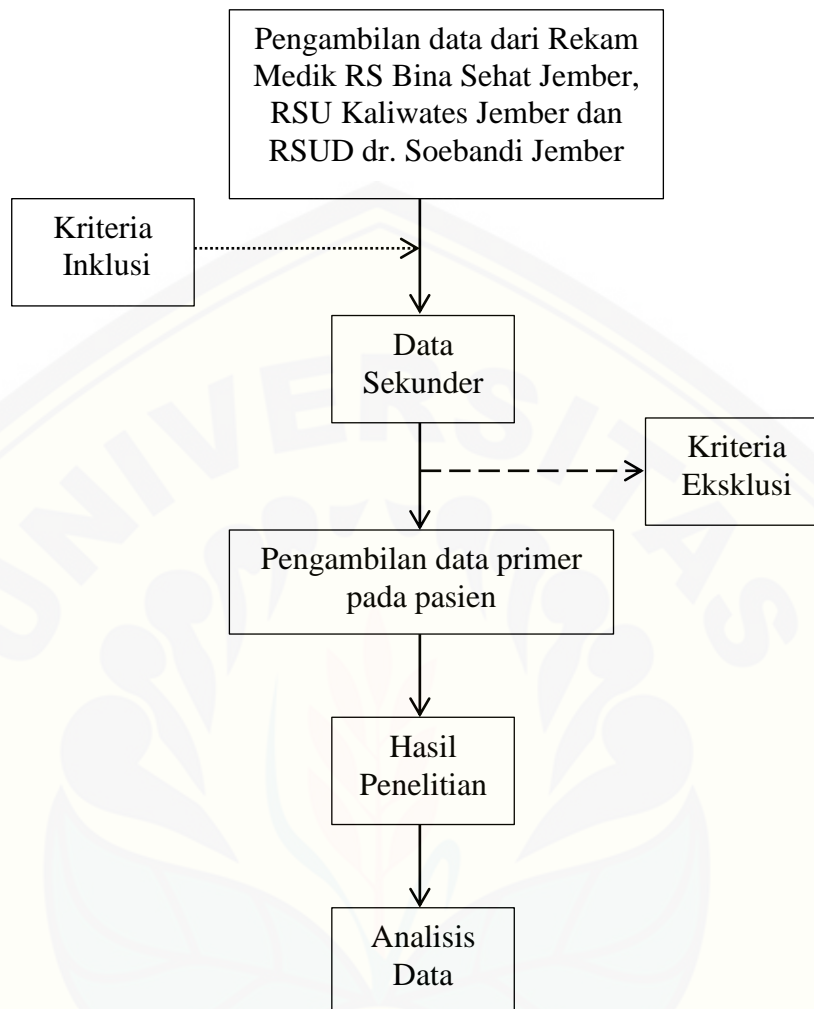 Pengambilan data dari Rekam
Medik RS Bina Sehat Jember,
RSU Kaliwates Jember dan
RSUD dr. Soebandi Jember
Kriteria
Inklusi
Data
Sekunder
Kriteria
Eksklusi
UNIVERSITAS
Pengambilan data primer
pada pasien
Hasil
Penelitian
Analisis
Data